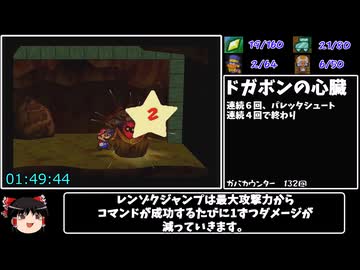 19/160
21/80
2/64
6/50
ドガボンの心臓
連続6回、パレッタシュート
連続4回で終わり
2
01:49:44
ガバカウンター 132回
レンゾクジャンプは最大攻撃力から
コマンドが成功するたびに1ずつダメージが
減っていきます。